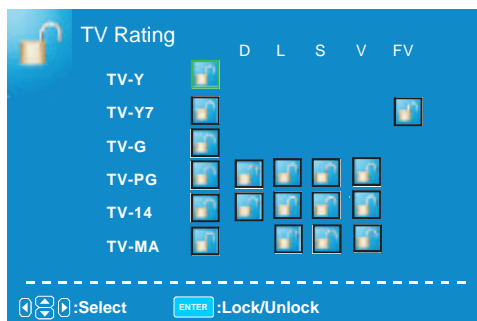 TV Rating
D L S V FV
TV-Y
TV-Y7
TV-G
TV-PG
TV-14
TV-MA
:Select ENTER :Lock/Unlock